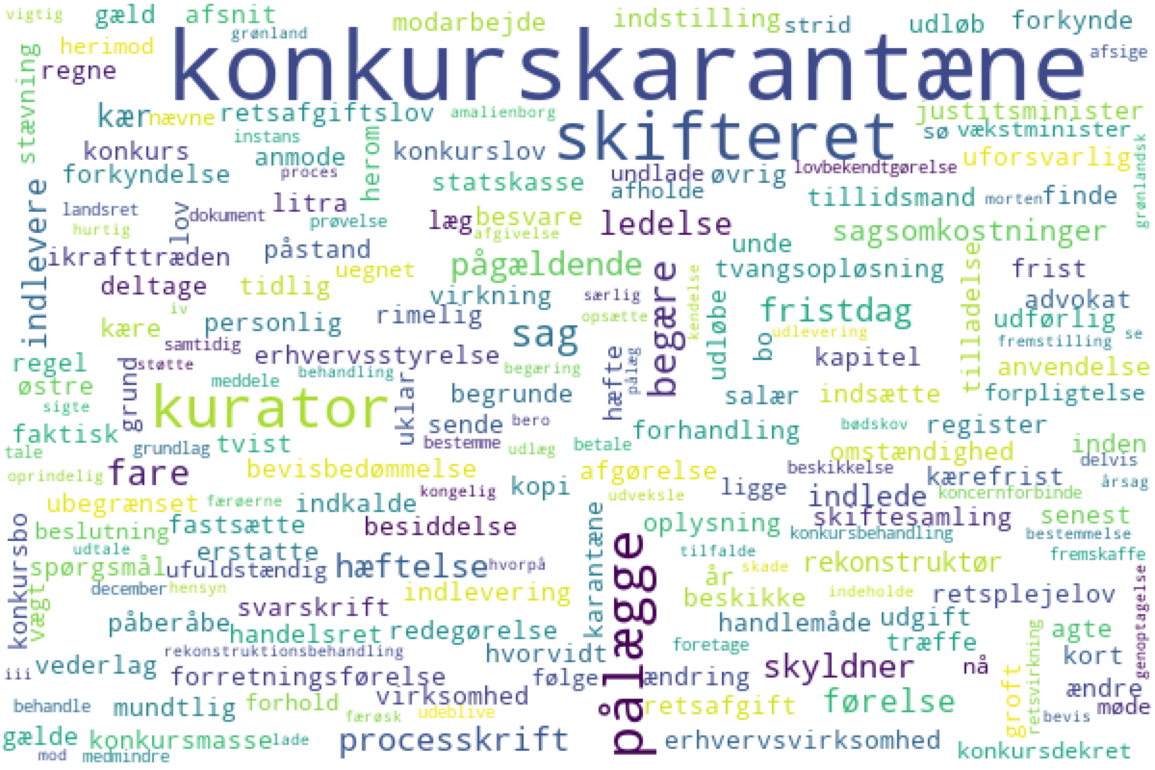 vigtig gæld afsnit modarbejde indstilling strid udløb forkynde
grønland
herimod konkurskarantæne afsige
regne
stævning
kær nævne retsafgiftslov amalienborg skifteret justitsminister
instans sø vækstminister
konkurs anmode herom konkurslov uforsvarlig
forkyndelse proces statskasse undlade øvrig lovbekendtgørelse grønlandsk
afholde tillidsmand morten finde
landsret dokument litra prøvelse læg besvare ledelse
hurtig lov afgivelse sagsomkostninger
indlevere ikrafttræden påstand unde
uegnet pågældende tvangsopløsning frist
deltage tidlig virkning særlig begære kendelse tilladelse advokat
iv opsætte fristdag
kære personlig rimelig sag udløbe bo udlevering udførlig
samtidig fremstilling se
regel støtte erhvervsstyrelse pålæg kapitel anvendelse
østre grund meddele behandling begæring
sigte kurator uklar begrunde hæfte salær indsætte forpligtelse
faktisk sende bero forhandling bødskov register
tale grundlag tvist bestemme udlæg betale omstændighed inden
oprindelig fare bevisbedømmelse afgørelse beskikkelse kærefrist delvis
årsag
ubegrænset færøerne indkalde kongelig kopi udveksle ligge indlede koncernforbinde
konkursbo beslutning fastsætte besiddelse karantæne pålægge oplysning skiftesamling senest
konkursbehandling bestemmelse
udtale erstatte tilfalde fremskaffe
spørgsmål ufuldstændig hæftelse hvorpå skade rekonstruktør
vægt december hensyn indlevering år indeholde retsplejelov genoptagelse
svarskrift beskikke
påberåbe handelsret redegørelse handlemåde udgift retsvirkning agte
rekonstruktionsbehandling hvorvidt foretage træffe kort
iii vederlag forretningsførelse følge ændring skyldner nå
virksomhed ændre
behandle mundtlig forhold færøsk udeblive retsafgift førelse groft bevis møde
gælde konkursmasse lade processkrift erhvervsvirksomhed konkursdekret
mod medmindre